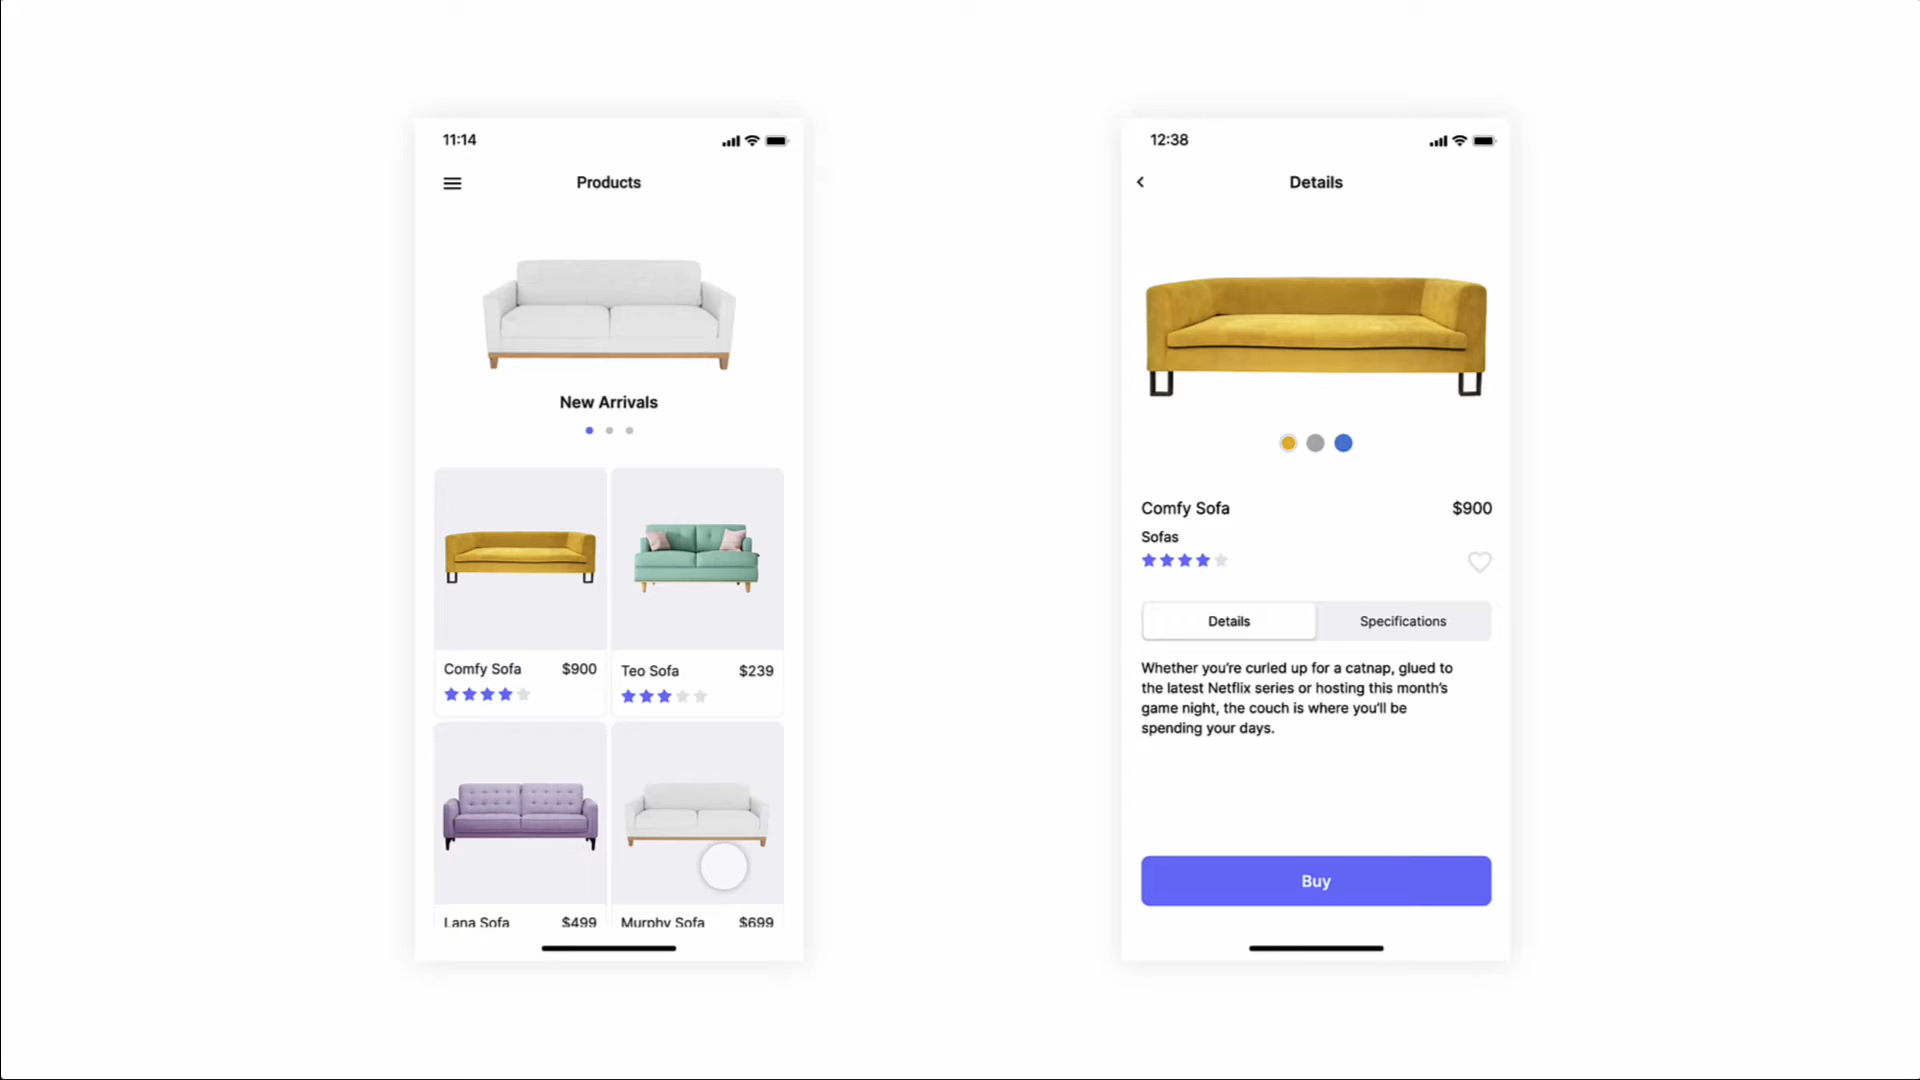 11:14
Products
New Arrivals
Comfy Sofa $900
Teo Sofa $239
Lana Sofa $499
Murphy Sofa $699
12:38
Details
Comfy Sofa $900
Sofas
Details Specifications
Whether you’re curled up for a catnap, glued to
the latest Netflix series or hosting this month’s
game night, the couch is where you’ll be
spending your days.
Buy